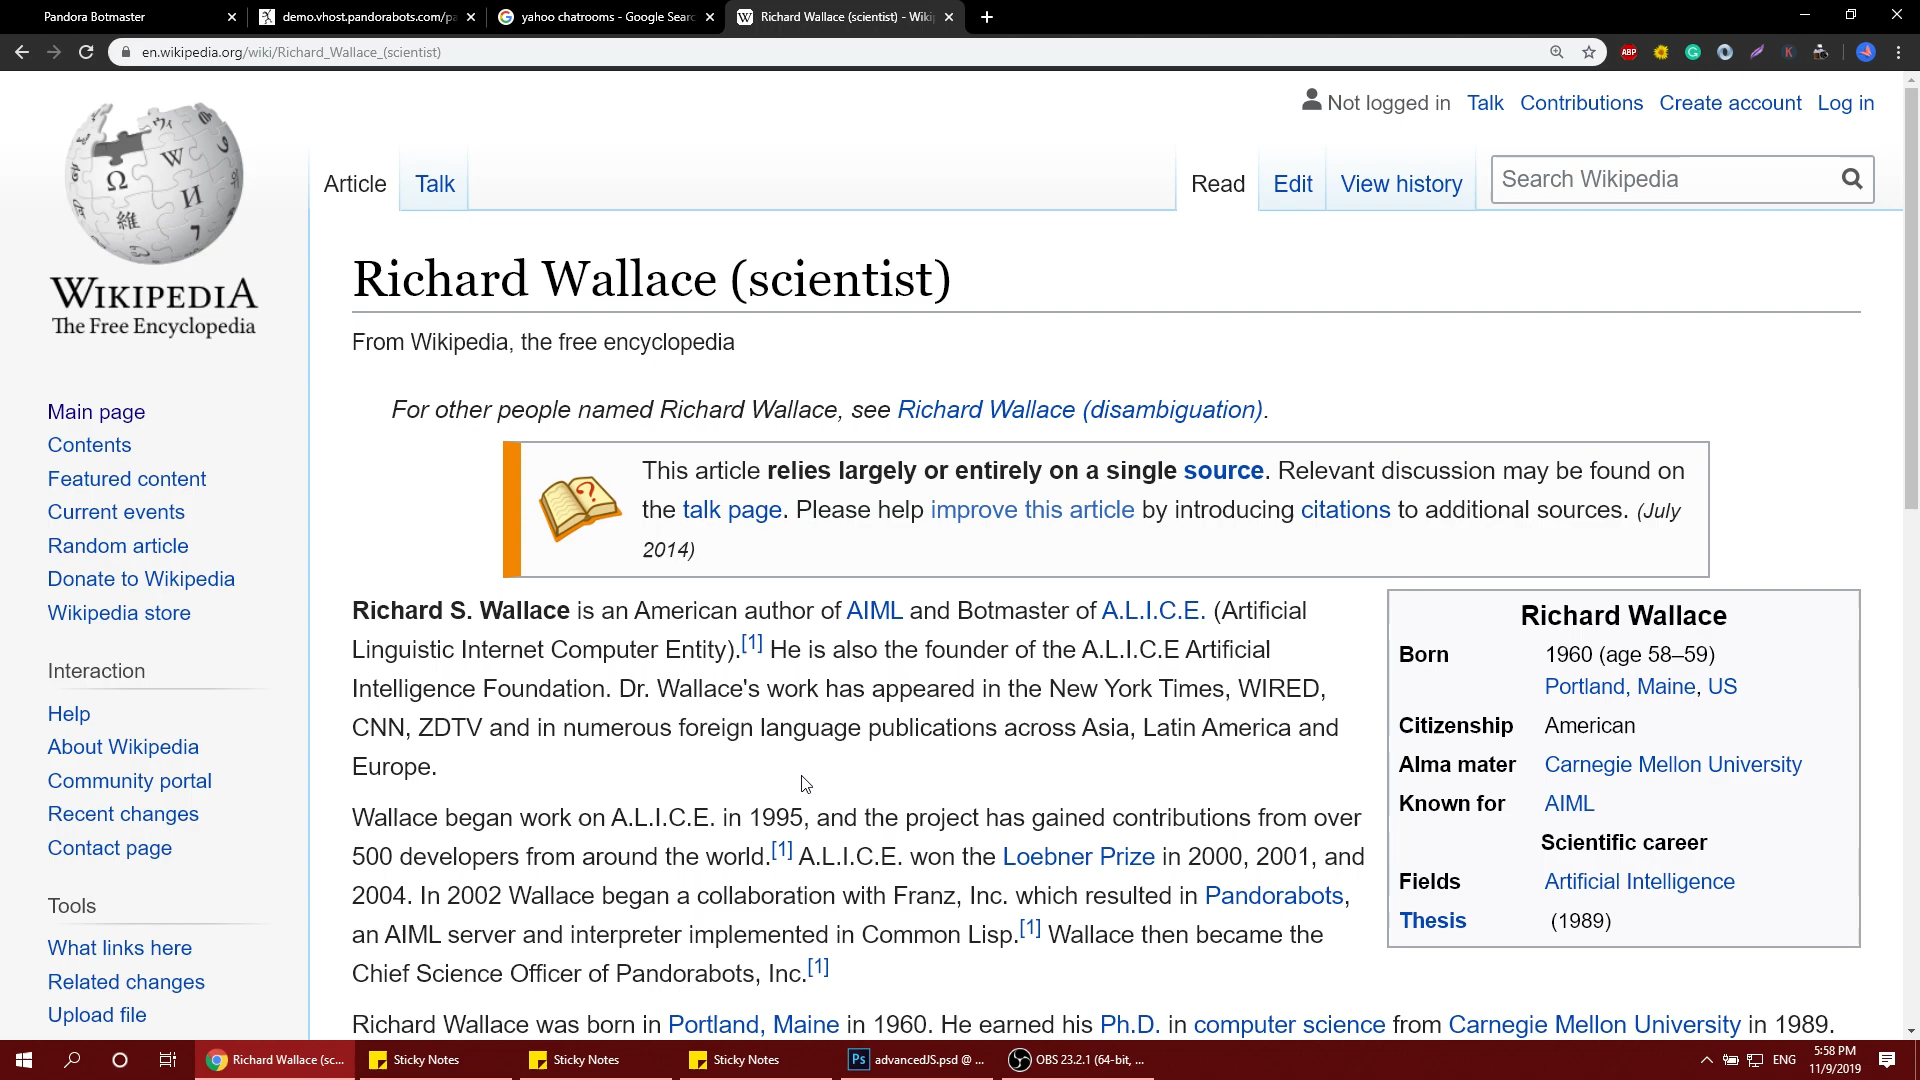 Pandora Botmaster
demo.vhost.pandorabots.com/pa
yahoo chatrooms - Google Searc
Richard Wallace (scientist) - Wiki
en.wikipedia.org/wiki/Richard_Wallace_(scientist)
ABP
Not logged in Talk Contributions Create account Log in
Article Talk Read Edit View history Search Wikipedia
WIKIPEDIA
The Free Encyclopedia
Main page
Contents
Featured content
Current events
Random article
Donate to Wikipedia
Wikipedia store
Interaction
Help
About Wikipedia
Community portal
Recent changes
Contact page
Tools
What links here
Related changes
Upload file
Richard Wallace (scientist)
From Wikipedia, the free encyclopedia
For other people named Richard Wallace, see Richard Wallace (disambiguation).
This article relies largely or entirely on a single source. Relevant discussion may be found on
the talk page. Please help improve this article by introducing citations to additional sources. (July
2014)
Richard S. Wallace is an American author of AIML and Botmaster of A.L.I.C.E. (Artificial
Linguistic Internet Computer Entity).[1] He is also the founder of the A.L.I.C.E Artificial
Intelligence Foundation. Dr. Wallace's work has appeared in the New York Times, WIRED,
CNN, ZDTV and in numerous foreign language publications across Asia, Latin America and
Europe.
Wallace began work on A.L.I.C.E. in 1995, and the project has gained contributions from over
500 developers from around the world.[1] A.L.I.C.E. won the Loebner Prize in 2000, 2001, and
2004. In 2002 Wallace began a collaboration with Franz, Inc. which resulted in Pandorabots,
an AIML server and interpreter implemented in Common Lisp.[1] Wallace then became the
Chief Science Officer of Pandorabots, Inc.[1]
Richard Wallace was born in Portland, Maine in 1960. He earned his Ph.D. in computer science from Carnegie Mellon University in 1989.
Richard Wallace
Born 1960 (age 58–59)
Portland, Maine, US
Citizenship American
Alma mater Carnegie Mellon University
Known for AIML
Scientific career
Fields Artificial Intelligence
Thesis (1989)
Richard Wallace (sc...
Sticky Notes
Sticky Notes
Sticky Notes
Ps advancedJS.psd @ ...
OBS 23.2.1 (64-bit, ...
ENG
5:58 PM
11/9/2019